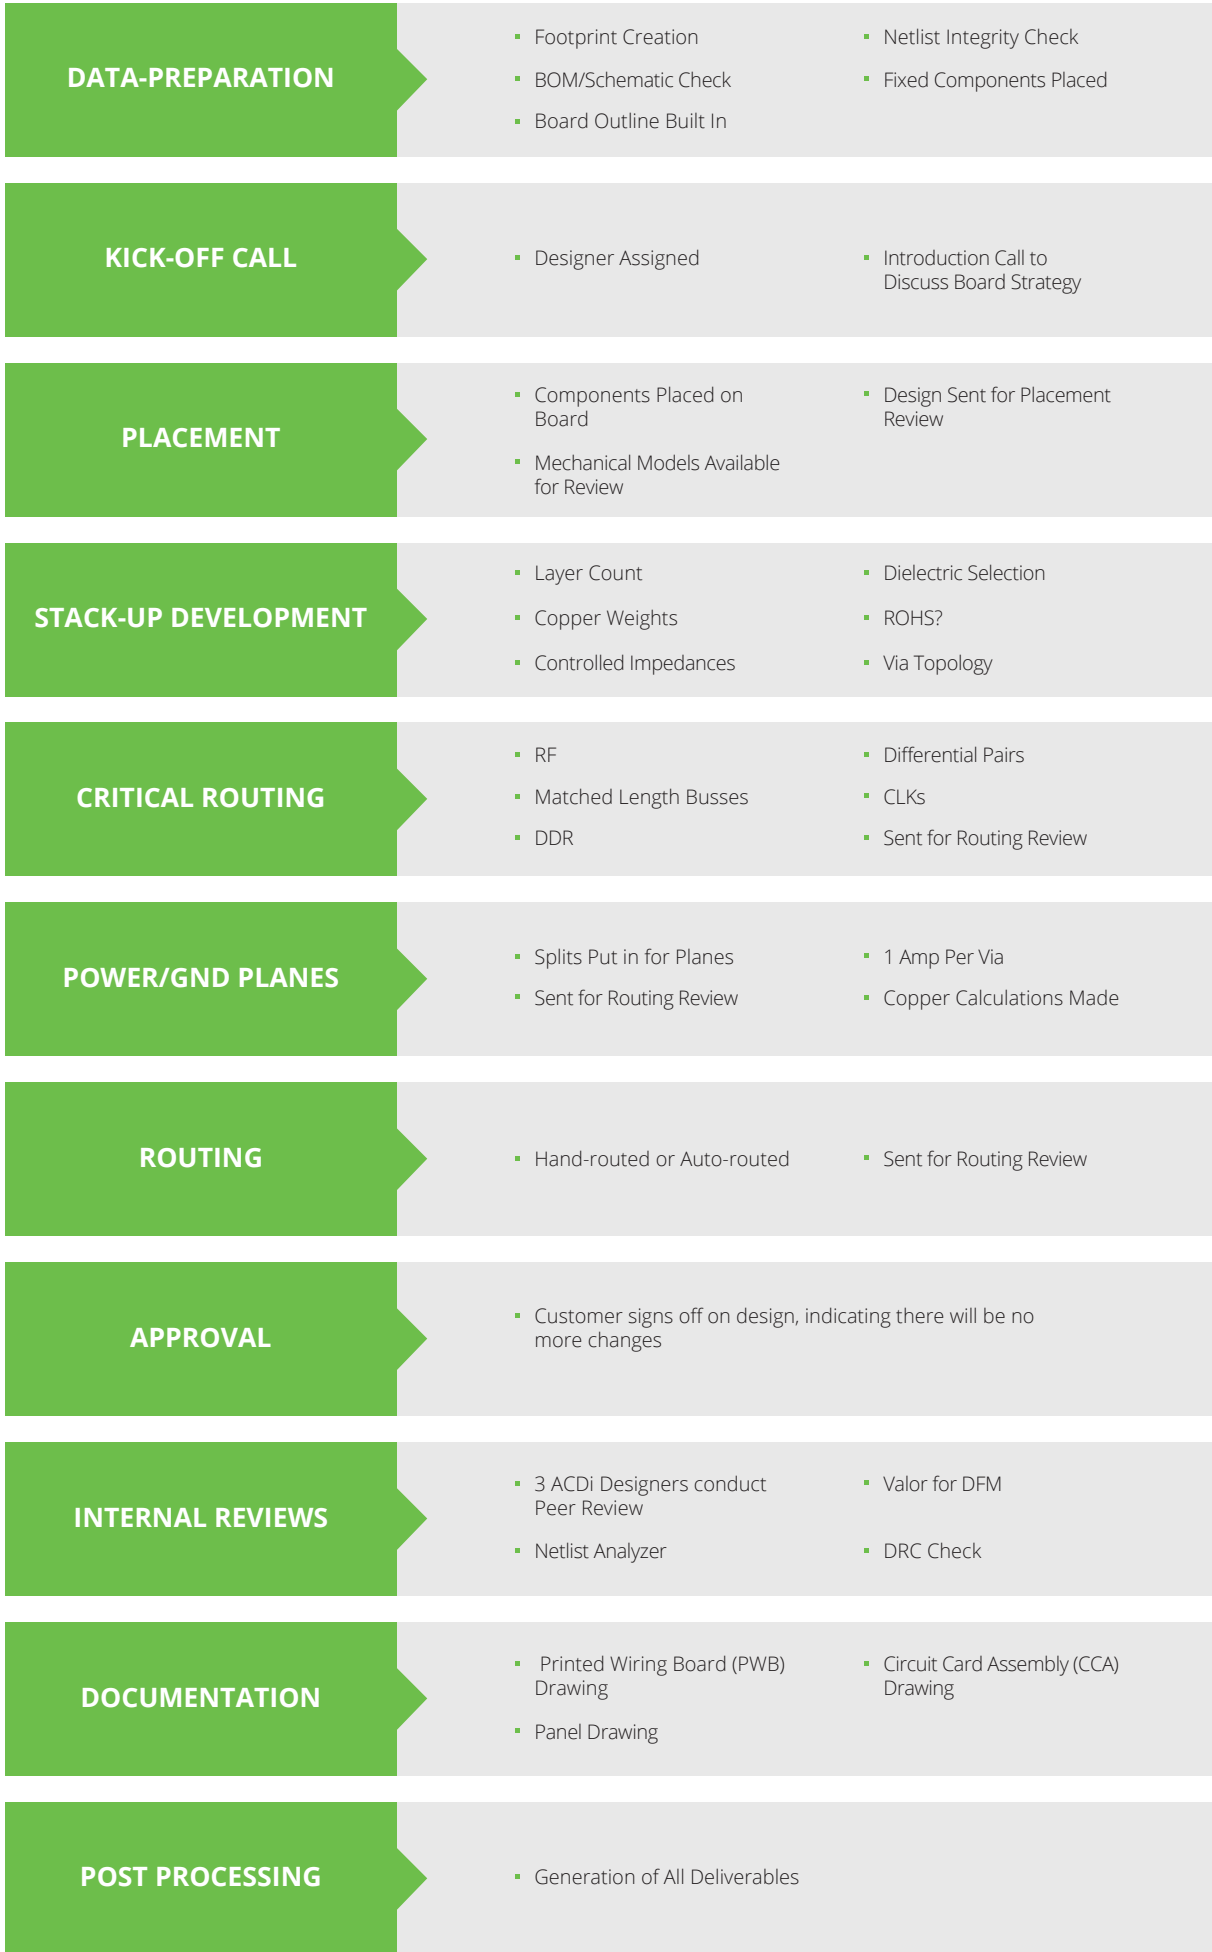 DATA-PREPARATION
Footprint Creation
BOM/Schematic Check
Board Outline Built In
Netlist Integrity Check
Fixed Components Placed
KICK-OFF CALL
Designer Assigned
Introduction Call to
Discuss Board Strategy
PLACEMENT
Components Placed on
Board
Mechanical Models Available
for Review
Design Sent for Placement
Review
STACK-UP DEVELOPMENT
Layer Count
Copper Weights
Controlled Impedances
Dielectric Selection
ROHS?
Via Topology
CRITICAL ROUTING
RF
Matched Length Busses
DDR
Differential Pairs
CLKs
Sent for Routing Review
POWER/GND PLANES
Splits Put in for Planes
Sent for Routing Review
1 Amp Per Via
Copper Calculations Made
ROUTING
Hand-routed or Auto-routed
Sent for Routing Review
APPROVAL
Customer signs off on design, indicating there will be no
more changes
INTERNAL REVIEWS
3 ACDi Designers conduct
Peer Review
Netlist Analyzer
Valor for DFM
DRC Check
DOCUMENTATION
Printed Wiring Board (PWB)
Drawing
Panel Drawing
Circuit Card Assembly (CCA)
Drawing
POST PROCESSING
Generation of All Deliverables